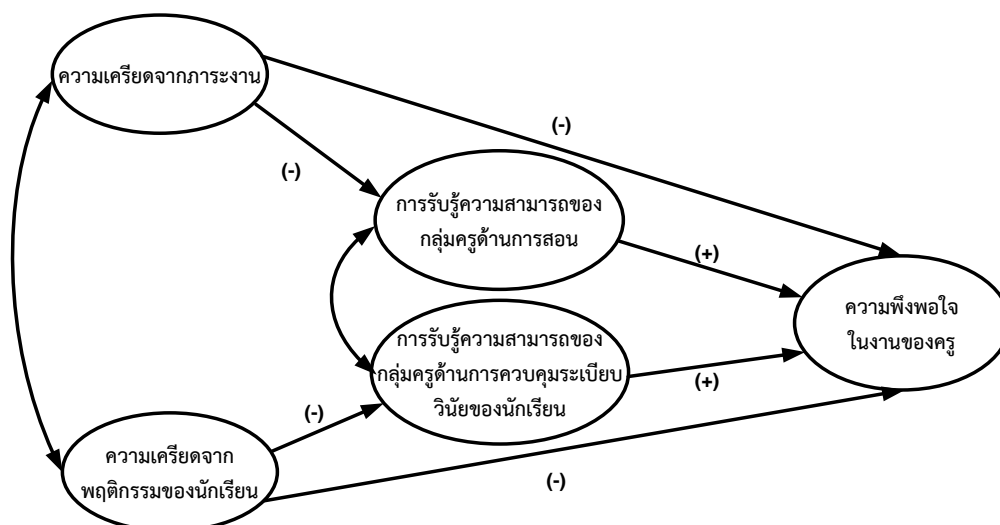 ความเครียดจากภาระงาน
(-)
(-)
การรับรู้ความสามารถของ
กลุ่มครูด้านการสอน
(+)
ความพึงพอใจ
ในงานของครู
การรับรู้ความสามารถของ
กลุ่มครูด้านการควบคุมระเบียบ
วินัยของนักเรียน
(+)
(-)
ความเครียดจาก
พฤติกรรมของนักเรียน
(-)